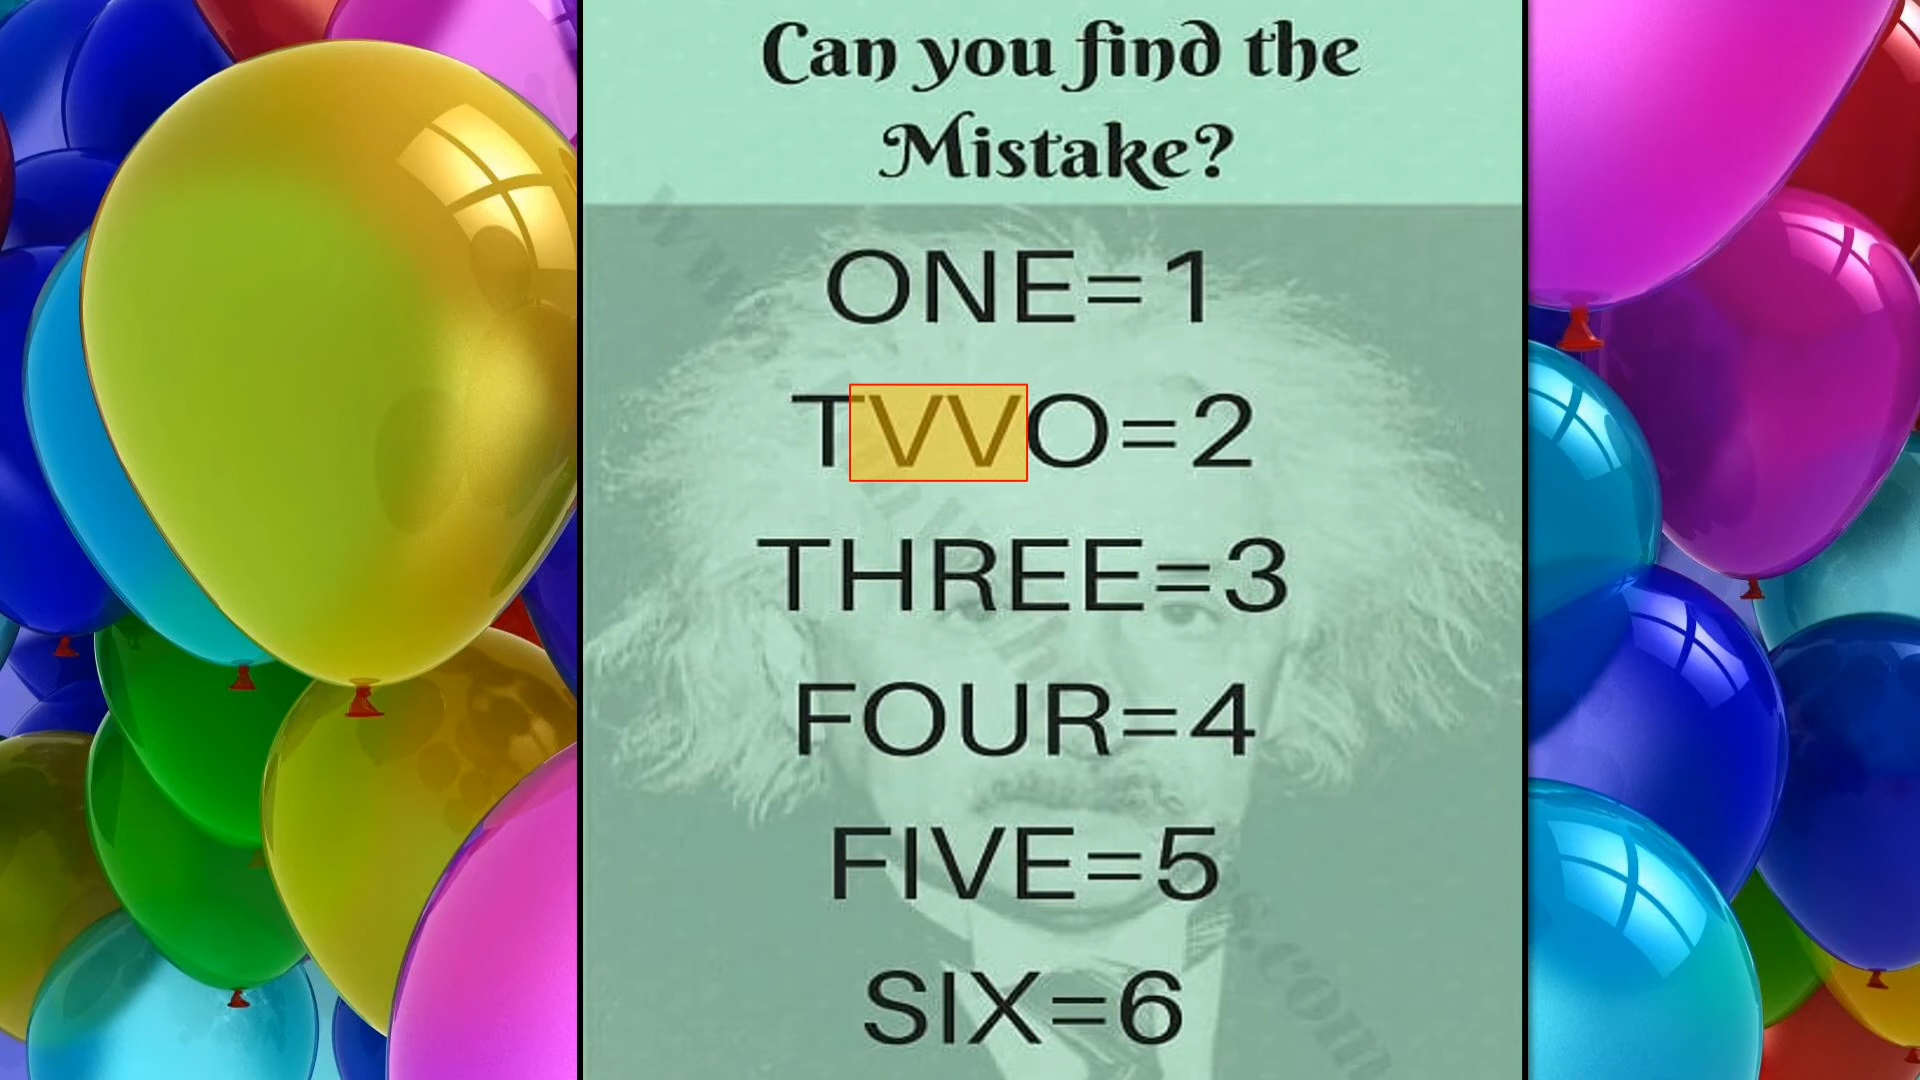 Can you find the
Mistake?
ONE=1
TVVO=2
THREE=3
FOUR=4
FIVE=5
SIX=6